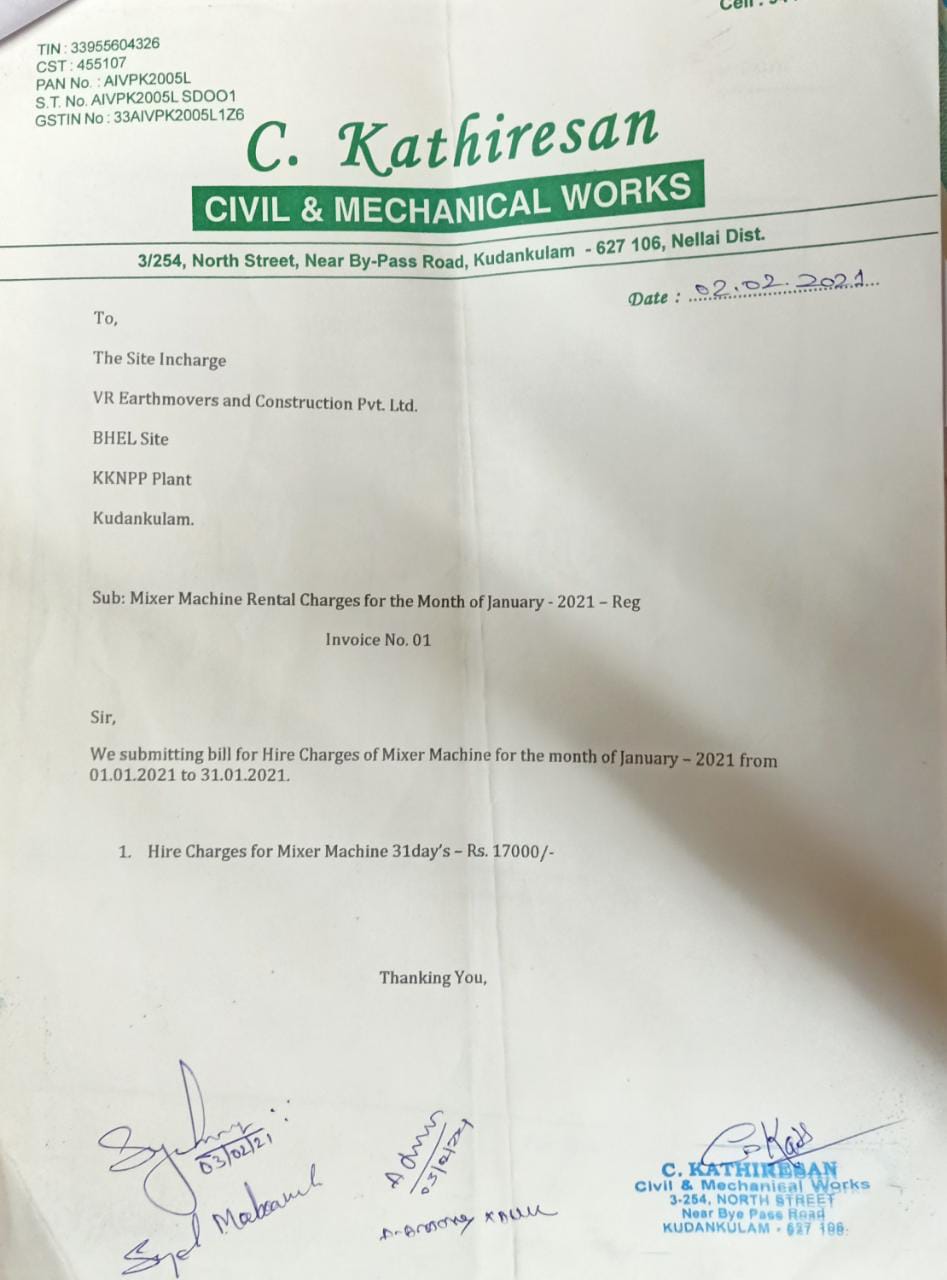 Cell :
TIN : 33955604326
CST : 455107
PAN No. : AIVPK2005L
S.T. No. AIVPK2005L SDOO1
GSTIN No : 33AIVPK2005L1Z6
C. Kathiresan
CIVIL & MECHANICAL WORKS
3/254, North Street, Near By-Pass Road, Kudankulam - 627 106, Nellai Dist.
Date : 02.02.2021
To,
The Site Incharge
VR Earthmovers and Construction Pvt. Ltd.
BHEL Site
KKNPP Plant
Kudankulam.
Sub: Mixer Machine Rental Charges for the Month of January - 2021 – Reg
Invoice No. 01
Sir,
We submitting bill for Hire Charges of Mixer Machine for the month of January – 2021 from
01.01.2021 to 31.01.2021.
1. Hire Charges for Mixer Machine 31day's – Rs. 17000/-
Thanking You,
03/02/21
Syed
C. KATHIRESAN
Civil & Mechanical Works
3-254, NORTH STREET
Near Bye Pass Road
KUDANKULAM - 627